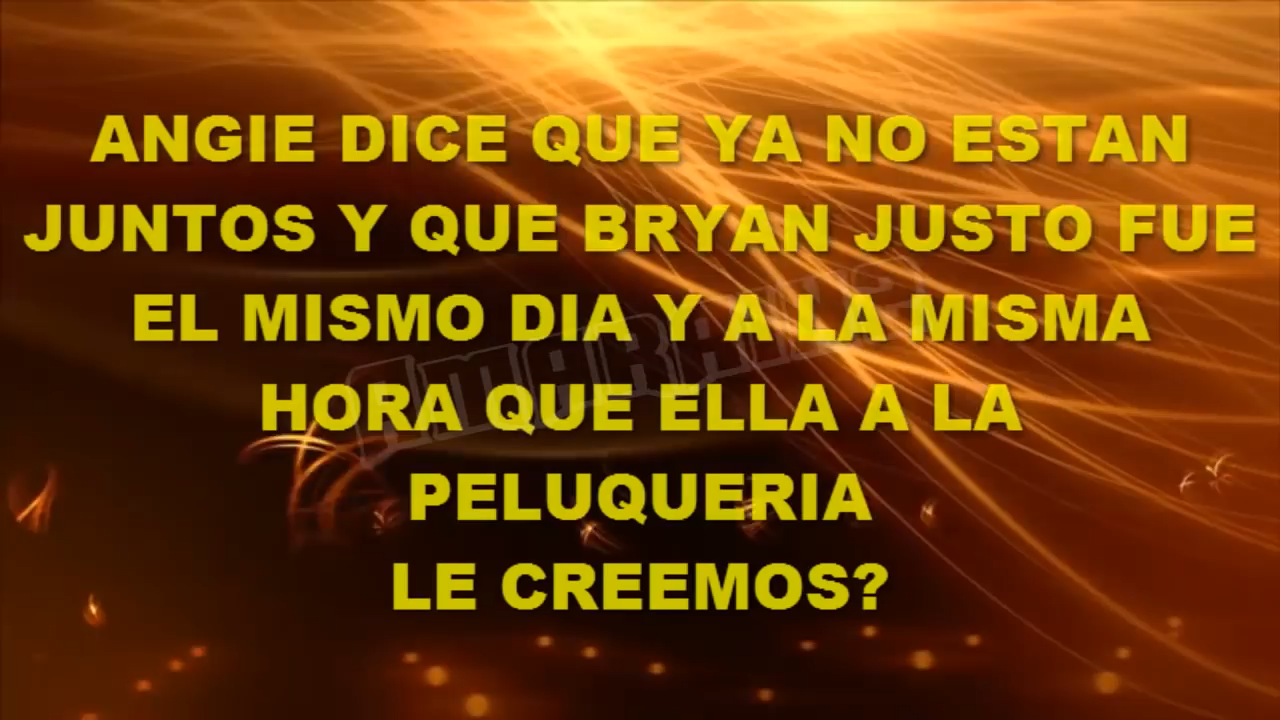 ANGIE DICE QUE YA NO ESTAN
JUNTOS Y QUE BRYAN JUSTO FUE
EL MISMO DIA Y A LA MISMA
HORA QUE ELLA A LA
PELUQUERIA
LE CREEMOS?